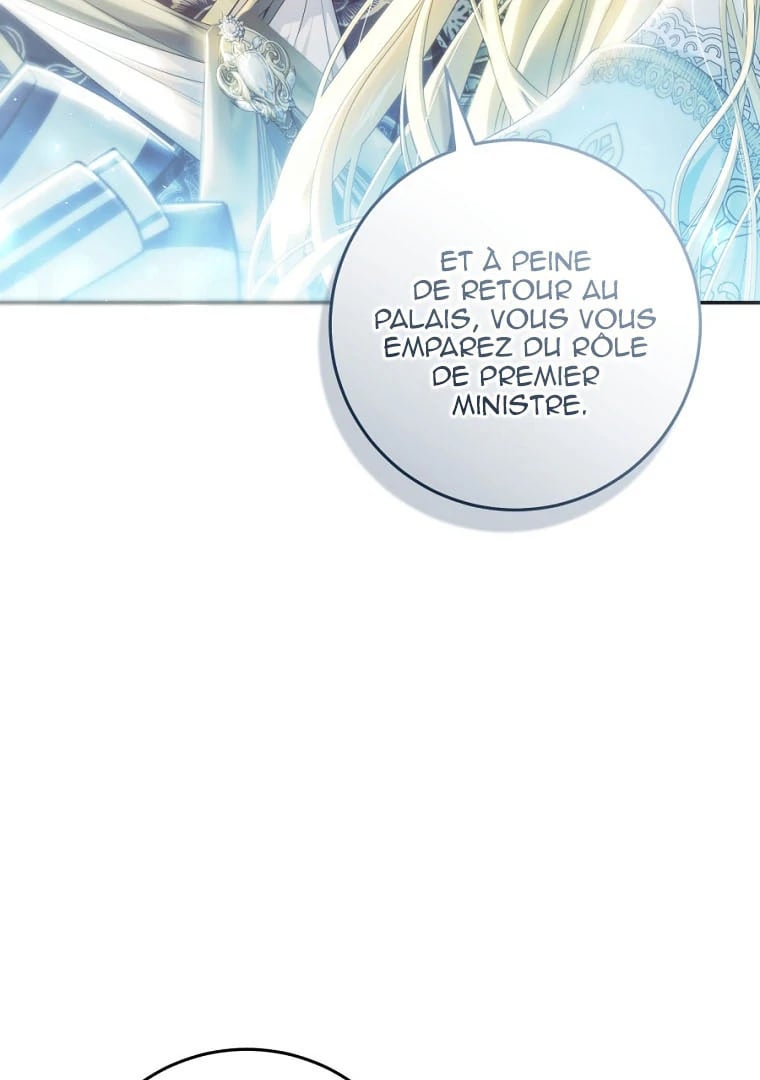 ET À PEINE
DE RETOUR AU
PALAIS, VOUS VOUS
EMPAREZ DU RÔLE
DE PREMIER
MINISTRE.